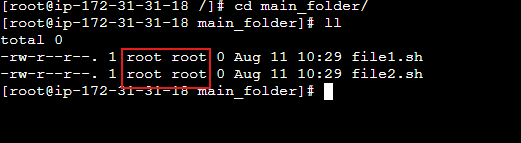 [root@ip-172-31-31-18 /]# cd main_folder/
[root@ip-172-31-31-18 main_folder]# ll
total 0
-rw-r--r--. 1 root root 0 Aug 11 10:29 file1.sh
-rw-r--r--. 1 root root 0 Aug 11 10:29 file2.sh
[root@ip-172-31-31-18 main_folder]#